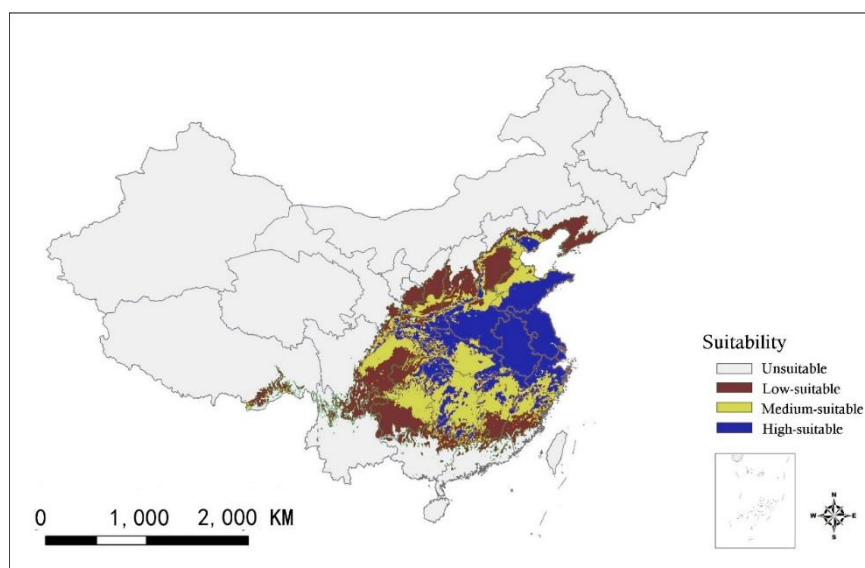 Suitability
Unsuitable
Low-suitable
Medium-suitable
High-suitable
0 1,000 2,000 KM
N
W E
S